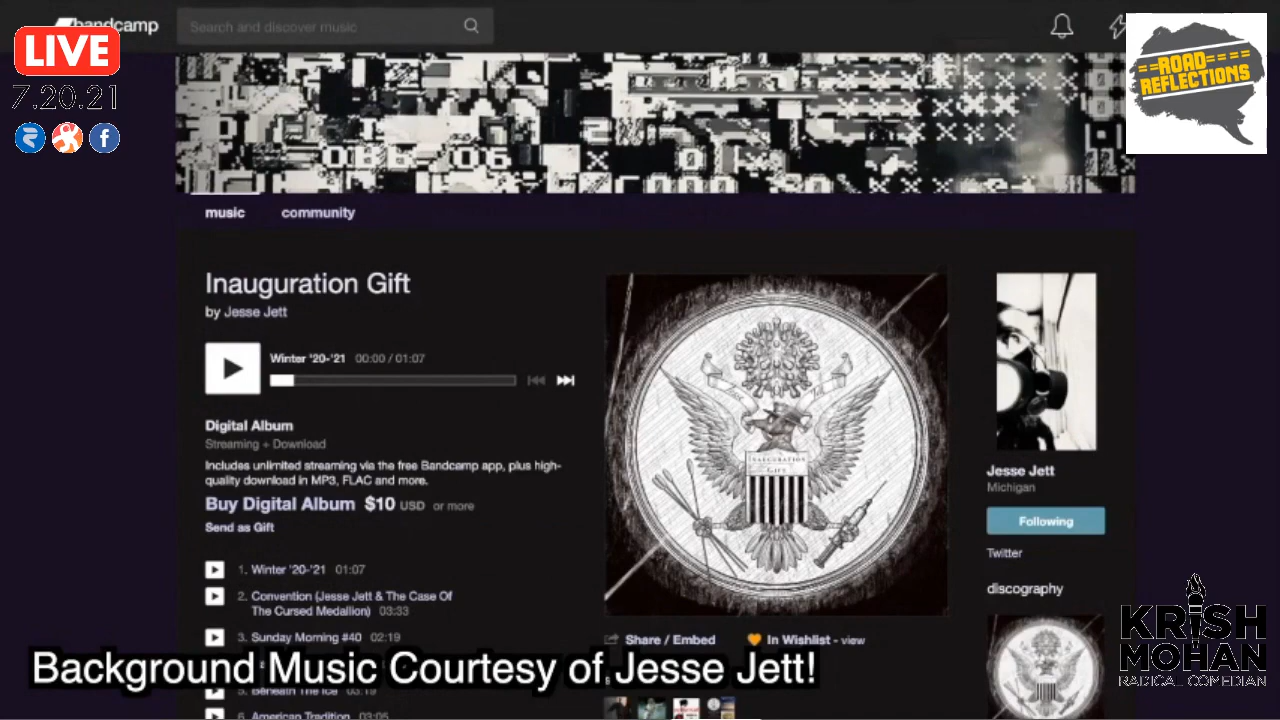 bandcamp
Search and discover music
LIVE
7.20.21
f
==ROAD====
REFLECTIONS
music
community
Inauguration Gift
by Jesse Jett
Winter '20-'21 00:00 / 01:07
Digital Album
Streaming + Download
Includes unlimited streaming via the free Bandcamp app, plus high-
quality download in MP3, FLAC and more.
Buy Digital Album $10 USD or more
Send as Gift
1. Winter '20-'21 01:07
2. Convention (Jesse Jett & The Case Of
The Cursed Medallion) 03:33
3. Sunday Morning #40 02:19
5. Beneath The Ice 03:19
6. American Tradition 03:05
INAUGURATION
GIFT
Share / Embed
In Wishlist - view
Jesse Jett
Michigan
Following
Twitter
discography
Background Music Courtesy of Jesse Jett!
KRISH
MOHAN
RADICAL COMEDIAN